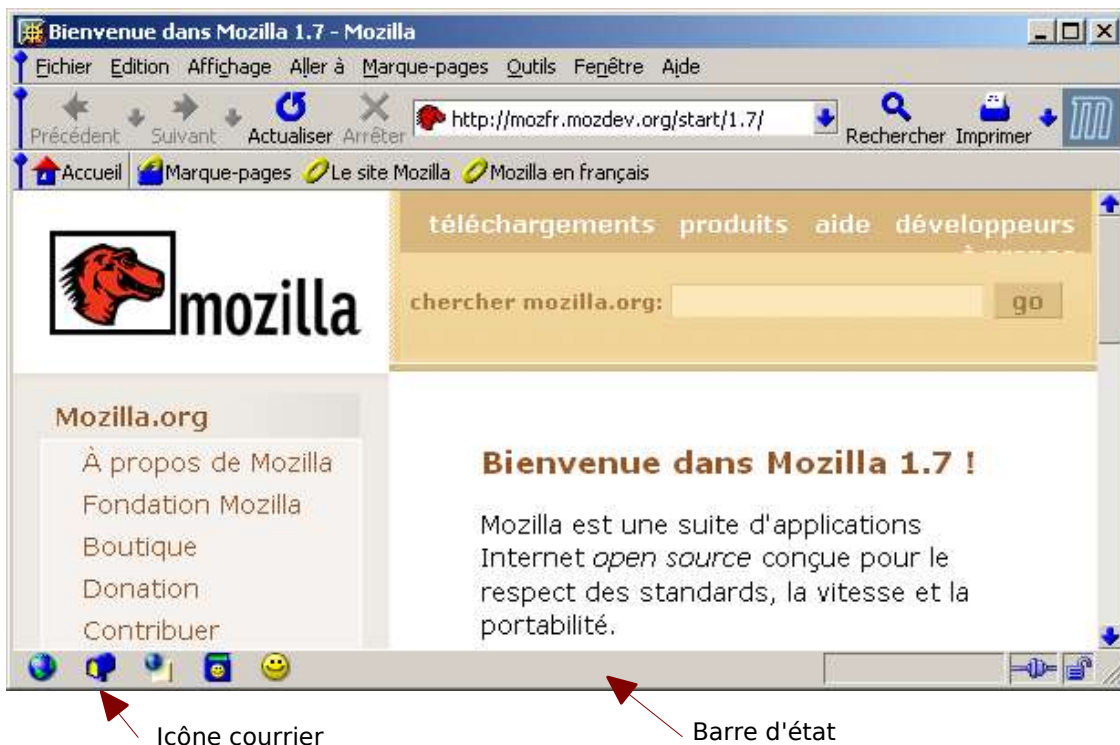 Bienvenue dans Mozilla 1.7 - Mozilla
Fichier Edition Affichage Aller à Marque-pages Outils Fenêtre Aide
Précédent Suivant Actualiser Arrêter http://mozfr.mozdev.org/start/1.7/ Rechercher Imprimer
Accueil Marque-pages Le site Mozilla Mozilla en français
téléchargements produits aide développeurs
mozilla
chercher mozilla.org: go
Mozilla.org
À propos de Mozilla
Fondation Mozilla
Boutique
Donation
Contribuer
Bienvenue dans Mozilla 1.7 !
Mozilla est une suite d'applications
Internet open source conçue pour le
respect des standards, la vitesse et la
portabilité.
Icône courrier
Barre d'état